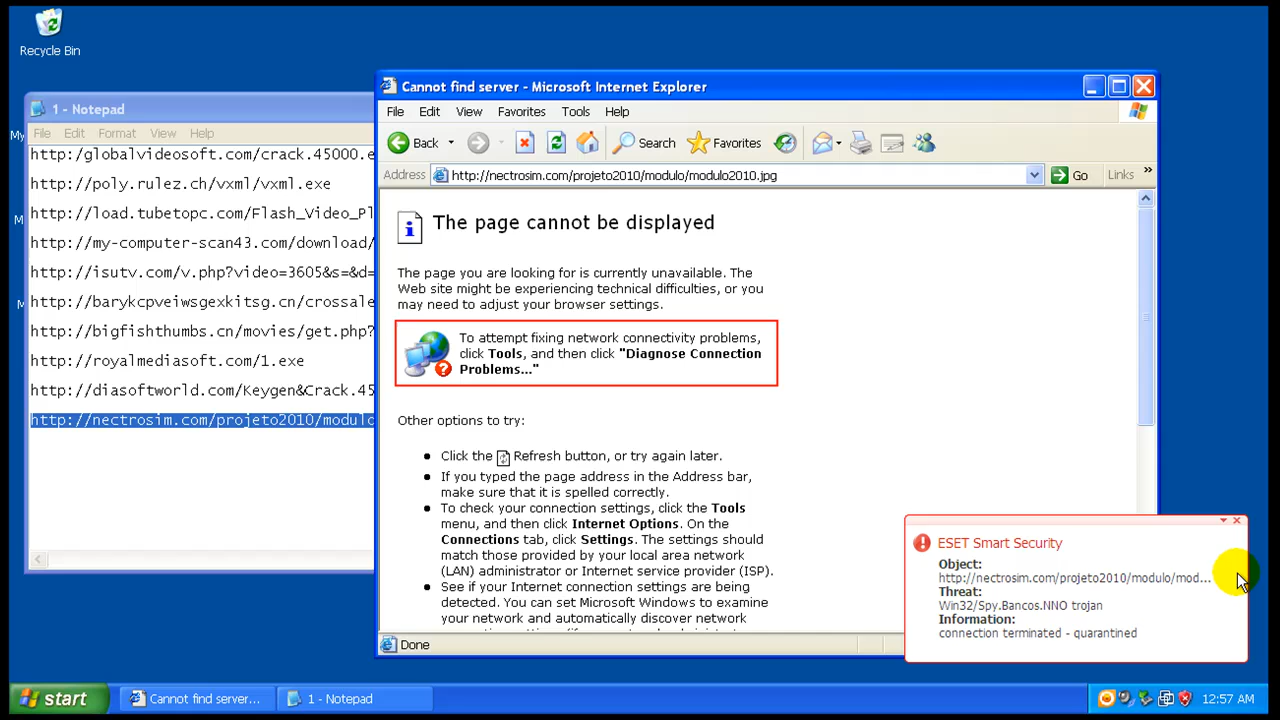 Recycle Bin
My
M
M
1 - Notepad
File Edit Format View Help
http:/globalvideosoft.com/crack.45000.e
http://poly.rulez.ch/vxml/vxml.exe
http://load.tubetopc.com/Flash_Video_Pl
http://my-computer-scan43.com/download/
http://isutv.com/v.php?video=3605&s=&d=
http://barykcpveiwsgexkitsg.cn/crossale
http://bigfishthumbs.cn/movies/get.php?
http://royalmediasoft.com/1.exe
http://diasoftworld.com/Keygen&Crack.45
http://nectrosim.com/projeto2010/modulo
Cannot find server - Microsoft Internet Explorer
File Edit View Favorites Tools Help
Back Search Favorites
Address http://nectrosim.com/projeto2010/modulo/modulo2010.jpg Go Links »
The page cannot be displayed
The page you are looking for is currently unavailable. The
Web site might be experiencing technical difficulties, or you
may need to adjust your browser settings.
To attempt fixing network connectivity problems,
click Tools, and then click "Diagnose Connection
Problems..."
Other options to try:
Click the Refresh button, or try again later.
If you typed the page address in the Address bar,
make sure that it is spelled correctly.
To check your connection settings, click the Tools
menu, and then click Internet Options. On the
Connections tab, click Settings. The settings should
match those provided by your local area network
(LAN) administrator or Internet service provider (ISP).
See if your Internet connection settings are being
detected. You can set Microsoft Windows to examine
your network and automatically discover network
Done
ESET Smart Security
Object:
http://nectrosim.com/projeto2010/modulo/mod...
Threat:
Win32/Spy.Bancos.NNO trojan
Information:
connection terminated - quarantined
start
Cannot find server...
1 - Notepad
12:57 AM